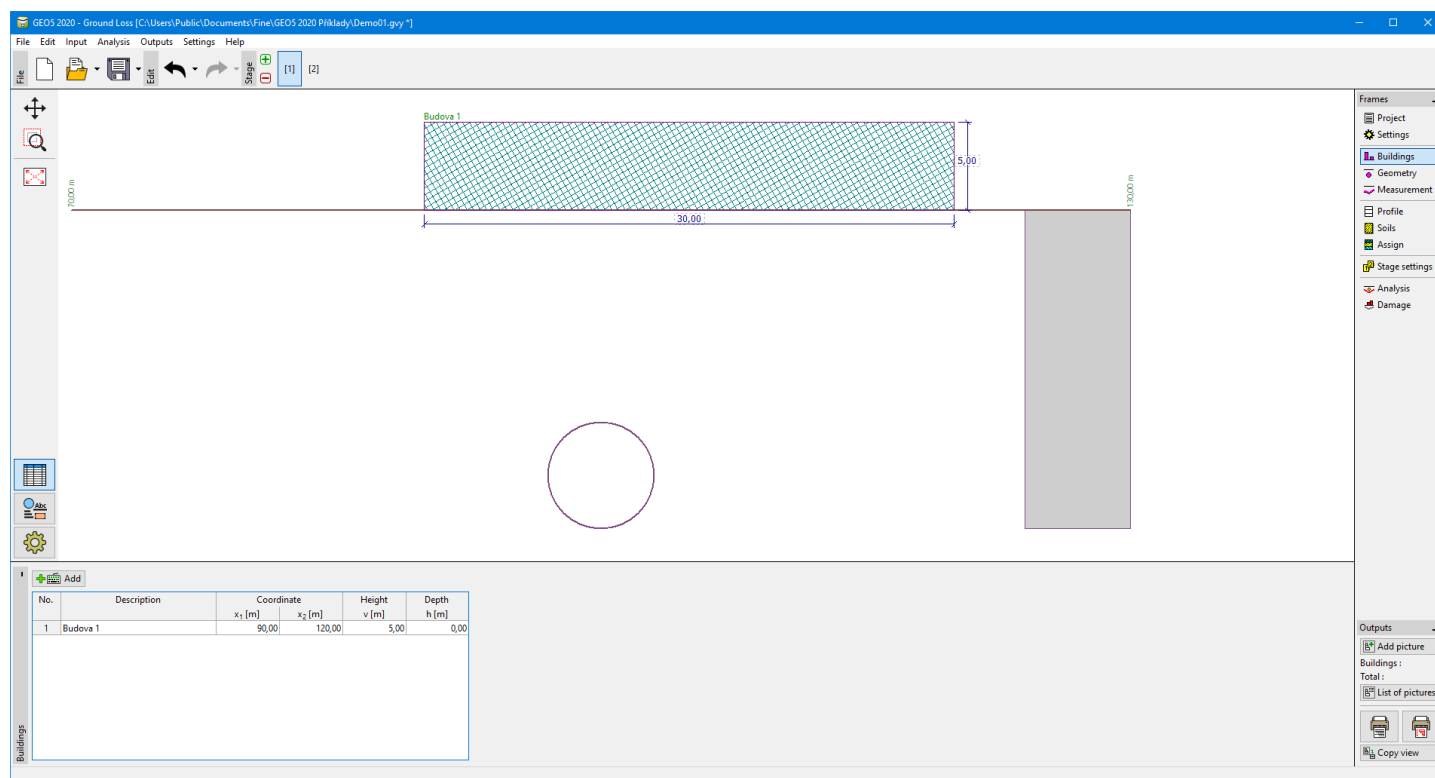 GEO5 2020 - Ground Loss [C:\Users\Public\Documents\Fine\GEO5 2020 Příklady\Demo01.gvy *]
File Edit Input Analysis Outputs Settings Help
File
Edit
Stage
[1] [2]
Budova 1
5,00
70,00 m
130,00 m
30,00
Abc
Frames
Project
Settings
Buildings
Geometry
Measurement
Profile
Soils
Assign
Stage settings
Analysis
Damage
Add
No. Description Coordinate Height Depth
x₁ [m] x₂ [m] v [m] h [m]
1 Budova 1 90,00 120,00 5,00 0,00
Buildings
Outputs
Add picture
Buildings :
Total :
List of pictures
Copy view